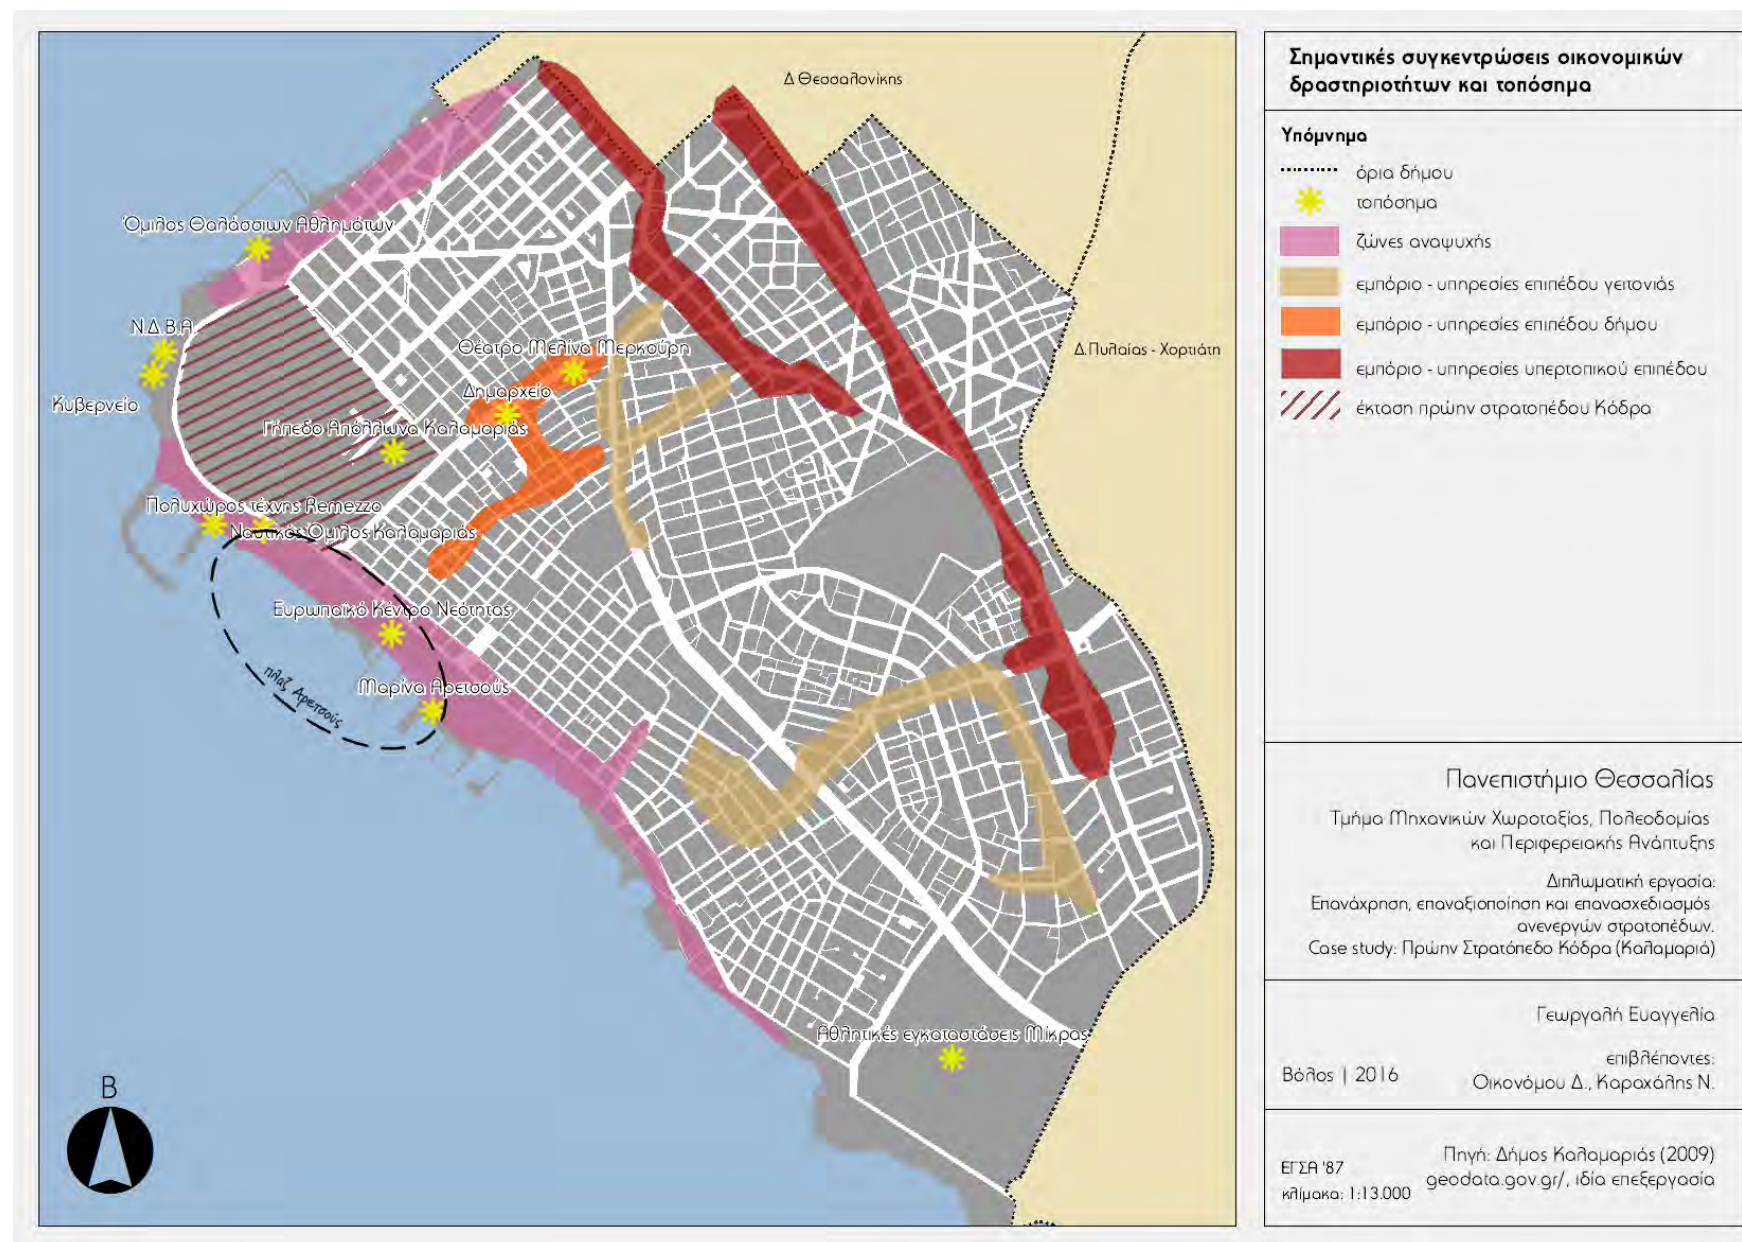 Δ.Θεσσαλονίκης
Όμιλος Θαλάσσιων Αθλημάτων
Ν.Δ.Β.Α.
Θέατρο Μελίνα Μερκούρη
Δ.Πυλαίας - Χορτιάτη
Δημαρχείο
Κυβερνείο
Γήπεδο Απόλλωνα Καλαμαριάς
Πολυχώρος τέχνης Remezzo
Ναυτικός Όμιλος Καλαμαριάς
Ευρωπαϊκό Κέντρο Νεότητας
πλαζ Αρετσούς
Μαρίνα Αρετσούς
Αθλητικές εγκαταστάσεις Μίκρας
Β
Σημαντικές συγκεντρώσεις οικονομικών
δραστηριοτήτων και τοπόσημα
Υπόμνημα
όρια δήμου
τοπόσημα
ζώνες αναψυχής
εμπόριο - υπηρεσίες επιπέδου γειτονιάς
εμπόριο - υπηρεσίες επιπέδου δήμου
εμπόριο - υπηρεσίες υπερτοπικού επιπέδου
έκταση πρώην στρατοπέδου Κόδρα
Πανεπιστήμιο Θεσσαλίας
Τμήμα Μηχανικών Χωροταξίας, Πολεοδομίας
και Περιφερειακής Ανάπτυξης
Διπλωματική εργασία:
Επανάχρηση, επαναξιοποίηση και επανασχεδιασμός
ανενεργών στρατοπέδων.
Case study: Πρώην Στρατόπεδο Κόδρα (Καλαμαριά)
Γεωργαλή Ευαγγελία
Βόλος | 2016
επιβλέποντες:
Οικονόμου Δ., Καραχάλης Ν.
ΕΓΣΑ '87
κλίμακα: 1:13.000
Πηγή: Δήμος Καλαμαριάς (2009)
geodata.gov.gr/, ιδία επεξεργασία